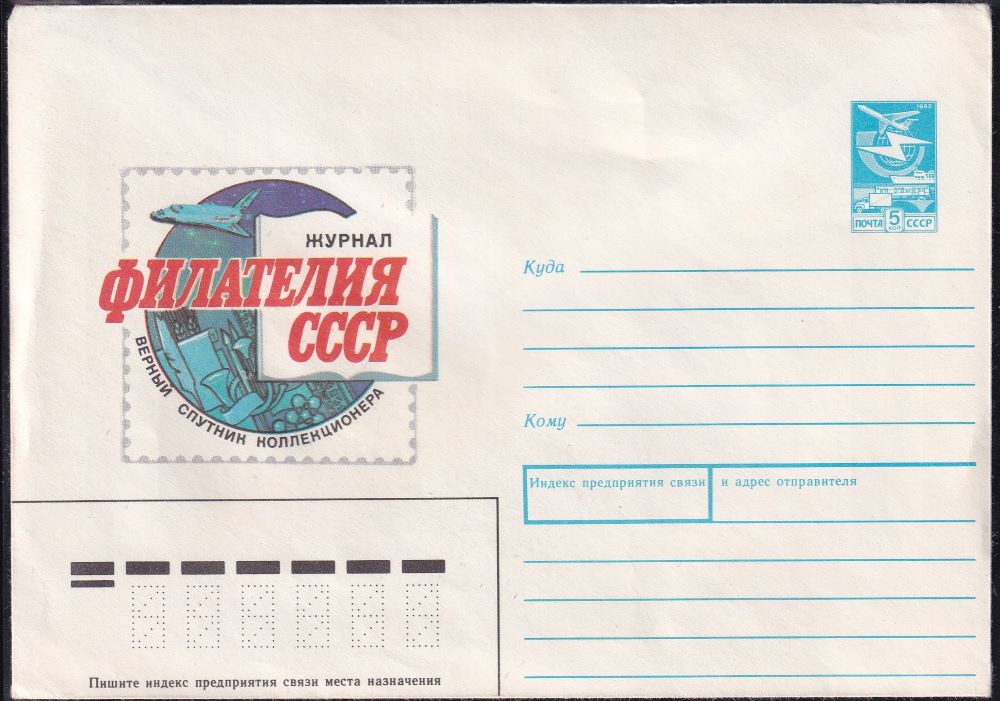 1982
ПОЧТА 5 КОП СССР
ЖУРНАЛ
ФИЛАТЕЛИЯ
СССР
ВЕРНЫЙ СПУТНИК КОЛЛЕКЦИОНЕРА
Куда
Кому
Индекс предприятия связи и адрес отправителя
Пишите индекс предприятия связи места назначения